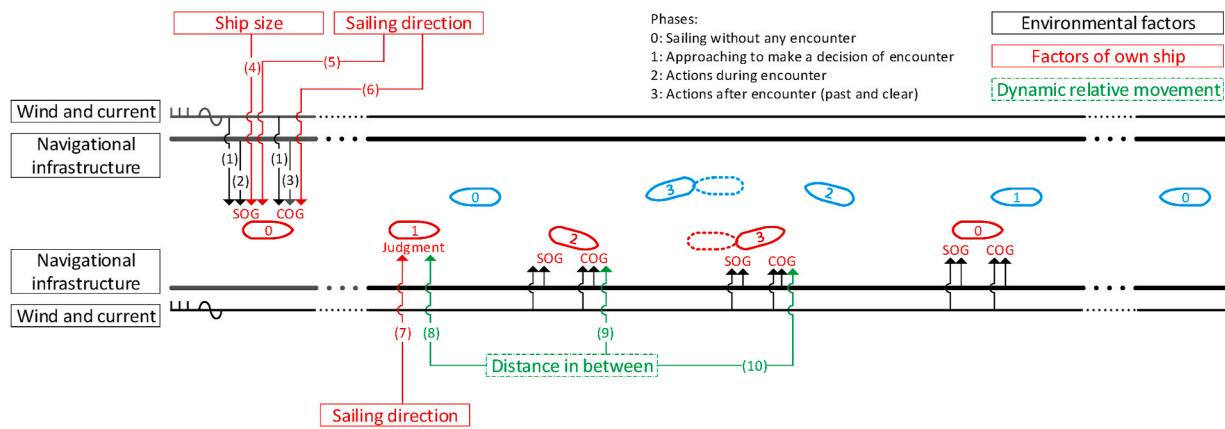 Ship size
Sailing direction
Phases:
0: Sailing without any encounter
1: Approaching to make a decision of encounter
2: Actions during encounter
3: Actions after encounter (past and clear)
Environmental factors
Factors of own ship
Dynamic relative movement
(4)
(5)
(6)
Wind and current
Navigational
infrastructure
(1)
(2)
(1)
(3)
SOG
COG
0
0
3
2
1
0
1
Judgment
2
3
0
SOG
COG
SOG
COG
SOG
COG
Navigational
infrastructure
Wind and current
(7)
(8)
(9)
Distance in between
(10)
Sailing direction